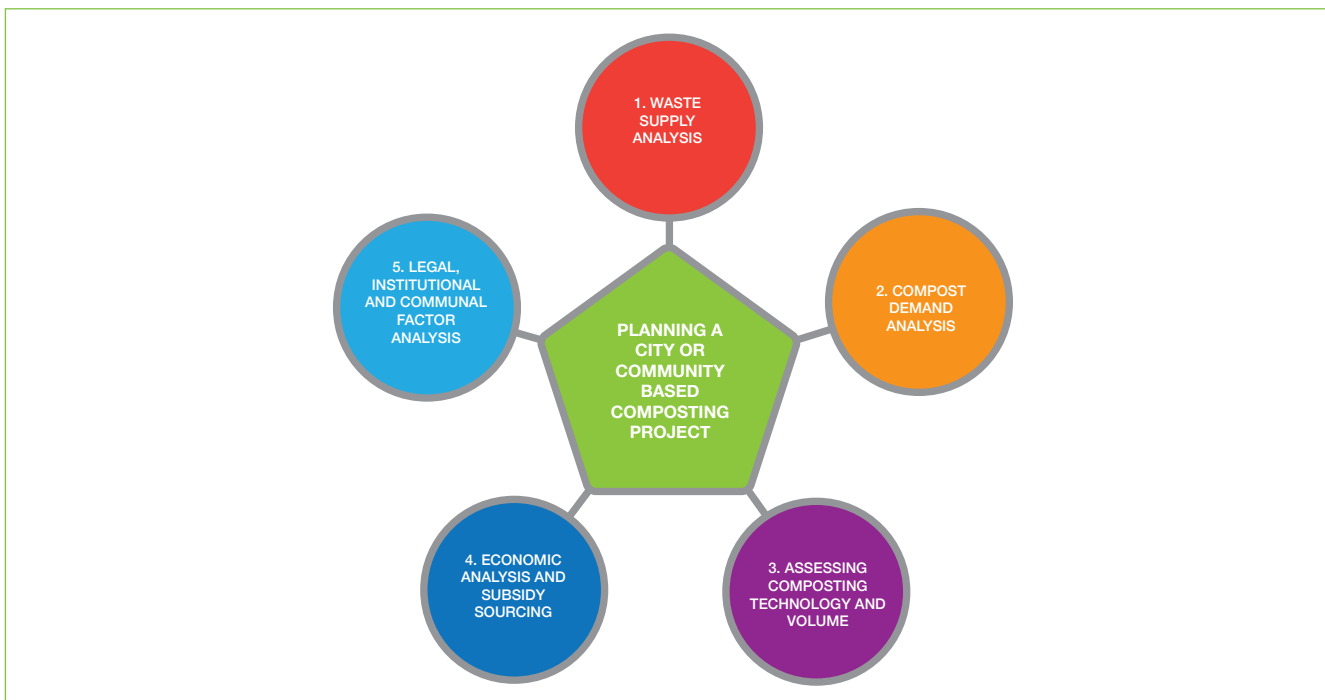 1. WASTE
SUPPLY
ANALYSIS
2. COMPOST
DEMAND
ANALYSIS
3. ASSESSING
COMPOSTING
TECHNOLOGY AND
VOLUME
4. ECONOMIC
ANALYSIS AND
SUBSIDY
SOURCING
5. LEGAL,
INSTITUTIONAL
AND COMMUNAL
FACTOR
ANALYSIS
PLANNING A
CITY OR
COMMUNITY
BASED
COMPOSTING
PROJECT